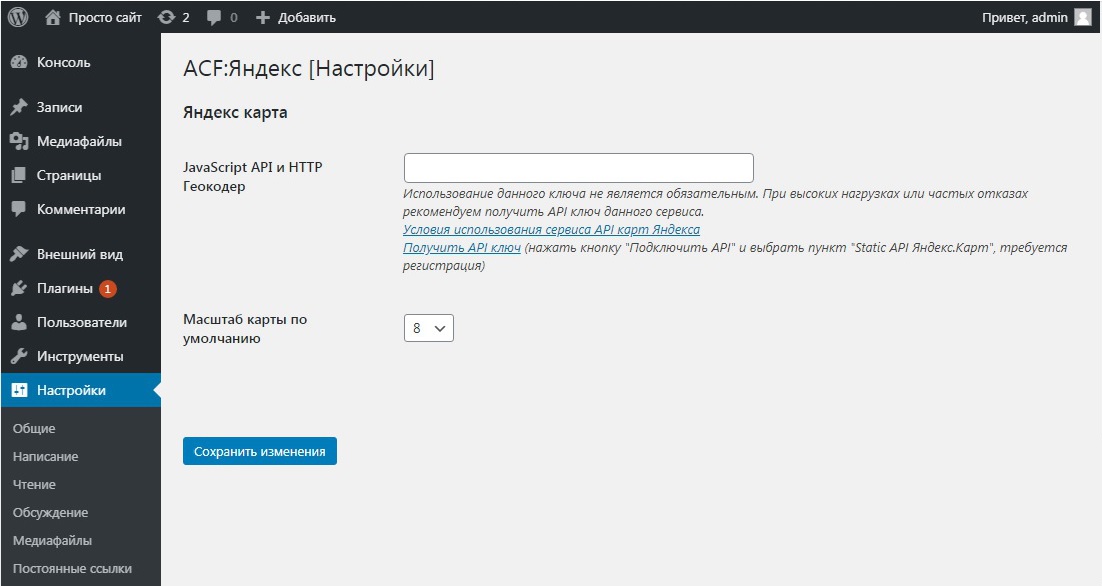 Просто сайт 2 0 Добавить Привет, admin
Консоль
Записи
Медиафайлы
Страницы
Комментарии
Внешний вид
Плагины 1
Пользователи
Инструменты
Настройки
Общие
Написание
Чтение
Обсуждение
Медиафайлы
Постоянные ссылки
ACF:Яндекс [Настройки]
Яндекс карта
JavaScript API и HTTP
Геокодер
Использование данного ключа не является обязательным. При высоких нагрузках или частых отказах
рекомендуем получить API ключ данного сервиса.
Условия использования сервиса API карт Яндекса
Получить API ключ (нажать кнопку "Подключить API" и выбрать пункт "Static API Яндекс.Карт", требуется
регистрация)
Масштаб карты по
умолчанию
8
Сохранить изменения